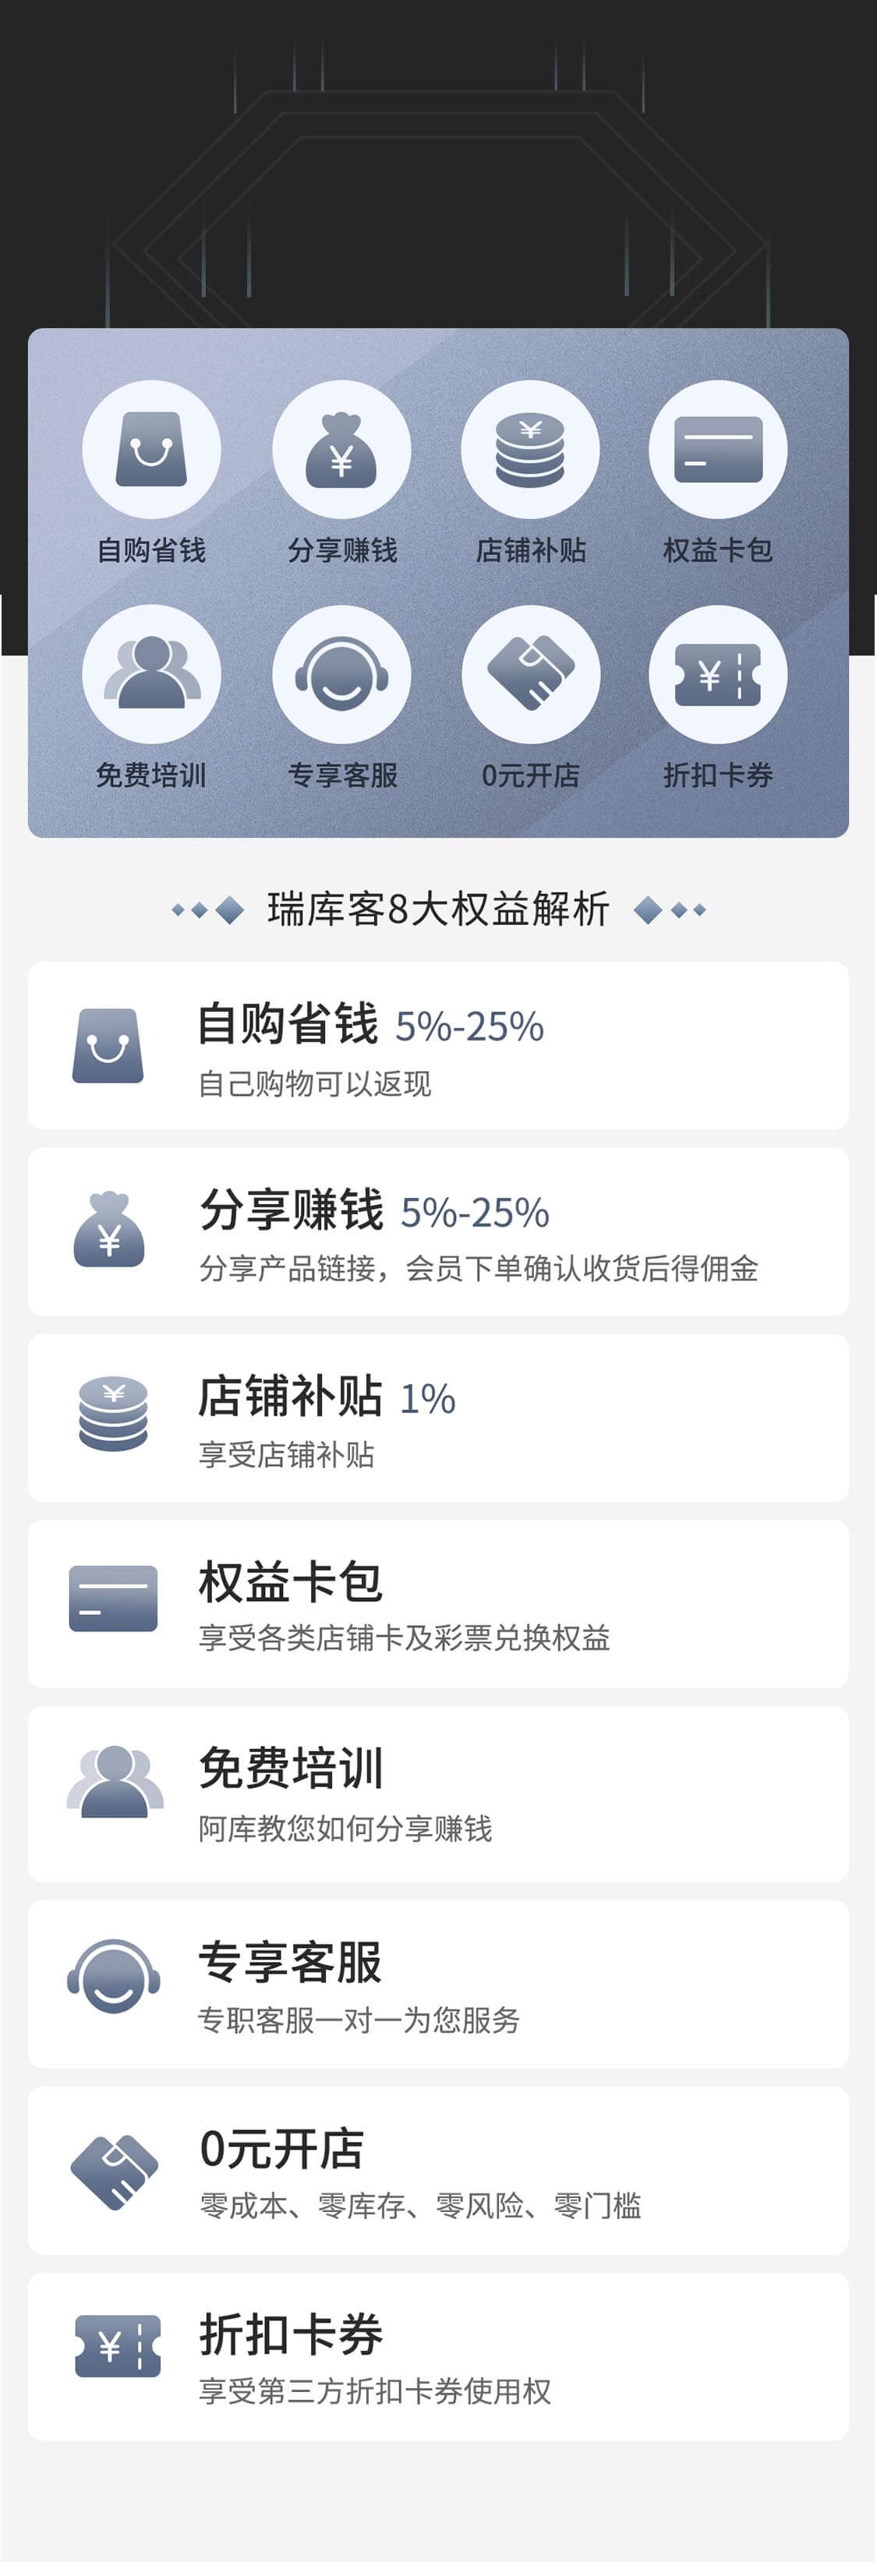 自购省钱 分享赚钱 店铺补贴 权益卡包
免费培训 专享客服 0元开店 折扣卡券
瑞库客8大权益解析
自购省钱 5%-25%
自己购物可以返现
分享赚钱 5%-25%
分享产品链接，会员下单确认收货后得佣金
店铺补贴 1%
享受店铺补贴
权益卡包
享受各类店铺卡及彩票兑换权益
免费培训
阿库教您如何分享赚钱
专享客服
专职客服一对一为您服务
0元开店
零成本、零库存、零风险、零门槛
折扣卡券
享受第三方折扣卡券使用权